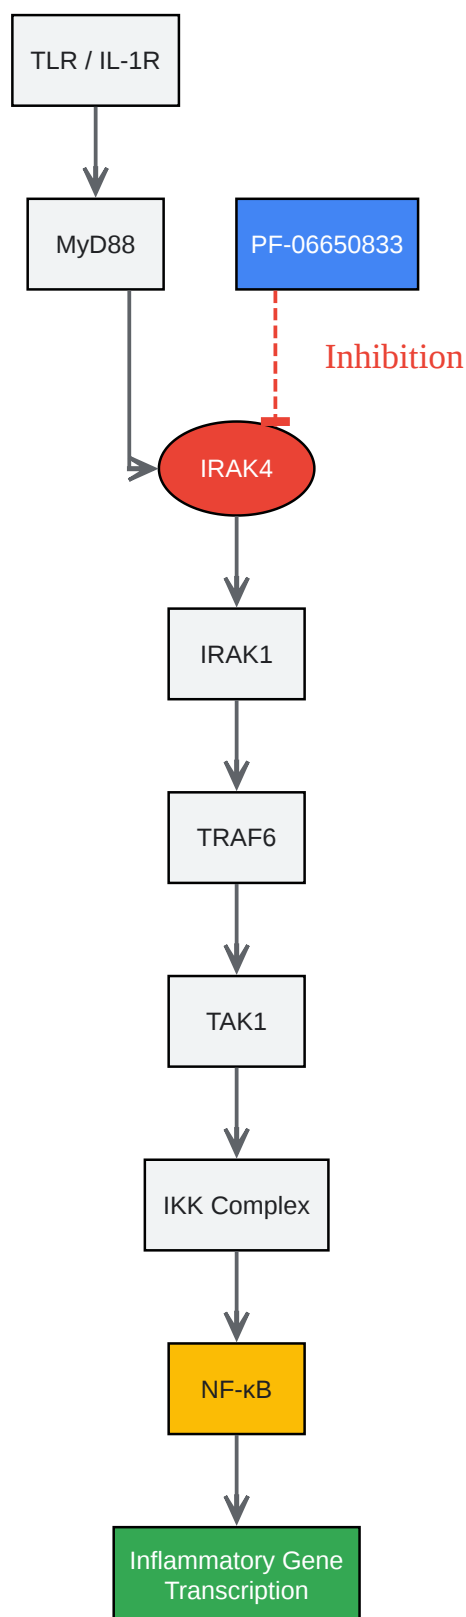 TLR / IL-1R
MyD88
PF-06650833
Inhibition
IRAK4
IRAK1
TRAF6
TAK1
IKK Complex
NF-κB
Inflammatory Gene
Transcription